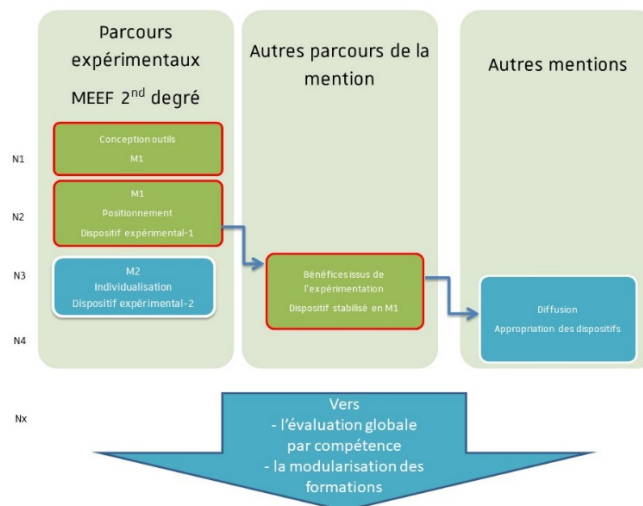 Parcours
expérimentaux
MEEF 2nd degré
Autres parcours de la
mention
Autres mentions
N1
Conception outils
M1
N2
M1
Positionnement
Dispositif expérimental-1
N3
M2
Individualisation
Dispositif expérimental-2
Bénéfices issus de
l'expérimentation
Dispositif stabilisé en M1
Diffusion
Appropriation des dispositifs
N4
Nx
Vers
- l'évaluation globale
par compétence
- la modularisation des
formations